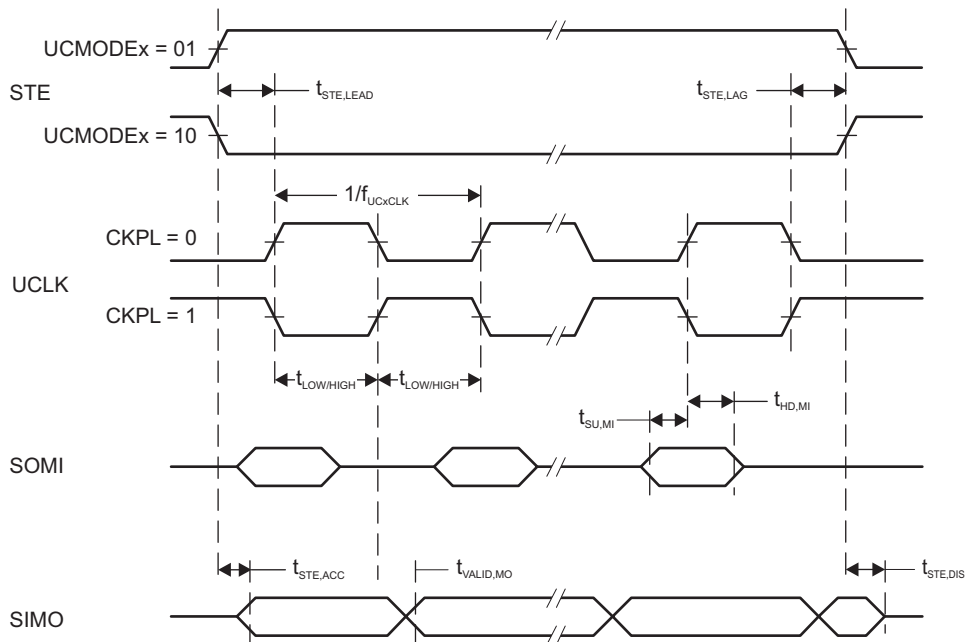 UCMODEx = 01
STE
t_STE,LEAD
t_STE,LAG
UCMODEx = 10
1/f_UCxCLK
CKPL = 0
UCLK
CKPL = 1
t_LOW/HIGH
t_LOW/HIGH
t_SU,MI
t_HD,MI
SOMI
t_STE,ACC
t_VALID,MO
t_STE,DIS
SIMO